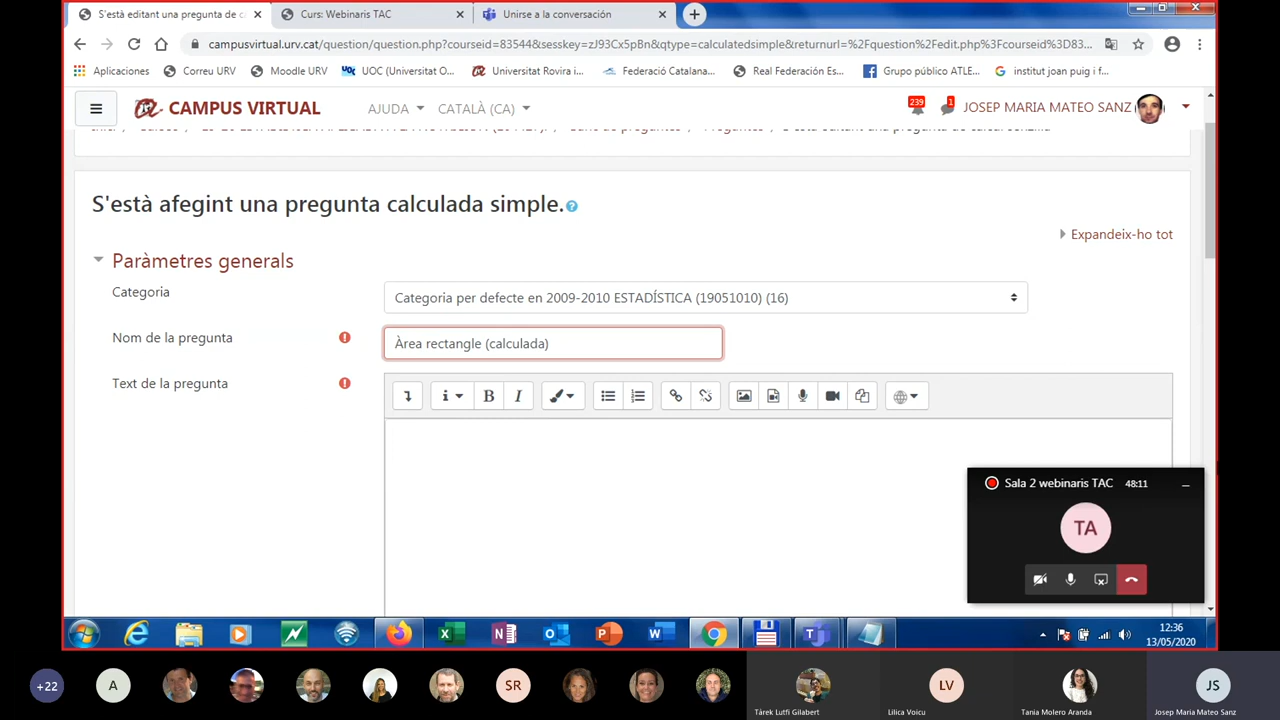 S'està editant una pregunta de c
Curs: Webinaris TAC
Unirse a la conversación
campusvirtual.urv.cat/question/question.php?courseid=83544&sesskey=zJ93Cx5pBn&qtype=calculatedsimple&returnurl=%2Fquestion%2Fedit.php%3Fcourseid%3D83...
Aplicaciones
Correu URV
Moodle URV
UOC (Universitat O...
Universitat Rovira i...
Federació Catalana...
Real Federación Es...
Grupo público ATLE...
institut joan puig i f...
CAMPUS VIRTUAL
AJUDA
CATALÀ (CA)
239
1
JOSEP MARIA MATEO SANZ
S'està afegint una pregunta calculada simple.
Expandeix-ho tot
Paràmetres generals
Categoria
Categoria per defecte en 2009-2010 ESTADÍSTICA (19051010) (16)
Nom de la pregunta
Àrea rectangle (calculada)
Text de la pregunta
B
I
Sala 2 webinaris TAC
48:11
TA
12:36
13/05/2020
+22
A
SR
LV
JS
Tárek Lutfi Gilabert
Lilica Voicu
Tania Molero Aranda
Josep Maria Mateo Sanz